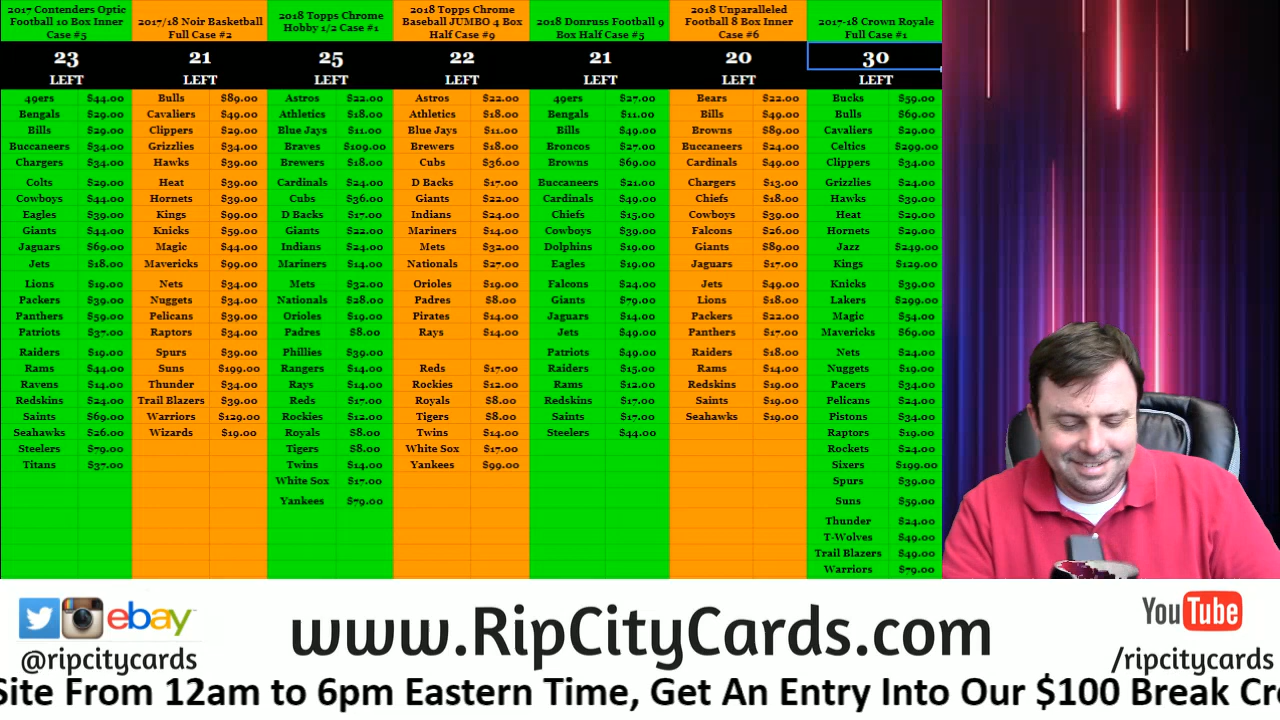 2017 Contenders Optic Football 10 Box Inner Case #5
2017/18 Noir Basketball Full Case #2
2018 Topps Chrome Hobby 1/2 Case #1
2018 Topps Chrome Baseball JUMBO 4 Box Half Case #9
2018 Donruss Football 9 Box Half Case #5
2018 Unparalleled Football 8 Box Inner Case #6
2017-18 Crown Royale Full Case #1
23 21 25 22 21 20 30
LEFT LEFT LEFT LEFT LEFT LEFT LEFT
49ers $44.00 Bulls $89.00 Astros $22.00 Astros $22.00 49ers $27.00 Bears $22.00 Bucks $59.00
Bengals $29.00 Cavaliers $49.00 Athletics $18.00 Athletics $18.00 Bengals $11.00 Bills $49.00 Bulls $69.00
Bills $29.00 Clippers $29.00 Blue Jays $11.00 Blue Jays $11.00 Bills $49.00 Browns $89.00 Cavaliers $29.00
Buccaneers $34.00 Grizzlies $34.00 Braves $109.00 Brewers $18.00 Broncos $27.00 Buccaneers $24.00 Celtics $299.00
Chargers $34.00 Hawks $39.00 Brewers $18.00 Cubs $36.00 Browns $69.00 Cardinals $49.00 Clippers $34.00
Colts $29.00 Heat $39.00 Cardinals $24.00 D Backs $17.00 Buccaneers $21.00 Chargers $13.00 Grizzlies $24.00
Cowboys $44.00 Hornets $39.00 Cubs $36.00 Giants $22.00 Cardinals $49.00 Chiefs $18.00 Hawks $39.00
Eagles $39.00 Kings $99.00 D Backs $17.00 Indians $24.00 Chiefs $15.00 Cowboys $39.00 Heat $29.00
Giants $44.00 Knicks $59.00 Giants $22.00 Mariners $14.00 Cowboys $39.00 Falcons $26.00 Hornets $29.00
Jaguars $69.00 Magic $44.00 Indians $24.00 Mets $32.00 Dolphins $19.00 Giants $89.00 Jazz $249.00
Jets $18.00 Mavericks $99.00 Mariners $14.00 Nationals $27.00 Eagles $19.00 Jaguars $17.00 Kings $129.00
Lions $19.00 Nets $34.00 Mets $32.00 Orioles $19.00 Falcons $24.00 Jets $49.00 Knicks $39.00
Packers $39.00 Nuggets $34.00 Nationals $28.00 Padres $8.00 Giants $79.00 Lions $18.00 Lakers $299.00
Panthers $59.00 Pelicans $39.00 Orioles $19.00 Pirates $14.00 Jaguars $14.00 Packers $22.00 Magic $54.00
Patriots $37.00 Raptors $34.00 Padres $8.00 Rays $14.00 Jets $49.00 Panthers $17.00 Mavericks $69.00
Raiders $19.00 Spurs $39.00 Phillies $39.00 Patriots $49.00 Raiders $18.00 Nets $24.00
Rams $44.00 Suns $199.00 Rangers $14.00 Reds $17.00 Raiders $15.00 Rams $14.00 Nuggets $19.00
Ravens $14.00 Thunder $34.00 Rays $14.00 Rockies $12.00 Rams $12.00 Redskins $19.00 Pacers $34.00
Redskins $24.00 Trail Blazers $39.00 Reds $17.00 Royals $8.00 Redskins $17.00 Saints $19.00 Pelicans $24.00
Saints $69.00 Warriors $129.00 Rockies $12.00 Tigers $8.00 Saints $17.00 Seahawks $19.00 Pistons $34.00
Seahawks $26.00 Wizards $19.00 Royals $8.00 Twins $14.00 Steelers $44.00 Raptors $19.00
Steelers $79.00 Tigers $8.00 White Sox $17.00 Rockets $24.00
Titans $37.00 Twins $14.00 Yankees $99.00 Sixers $199.00
White Sox $17.00 Spurs $39.00
Yankees $79.00 Suns $59.00
Thunder $24.00
T-Wolves $49.00
Trail Blazers $49.00
Warriors $79.00
ebay
@ripcitycards
www.RipCityCards.com
YouTube
/ripcitycards
Site From 12am to 6pm Eastern Time, Get An Entry Into Our $100 Break Cre